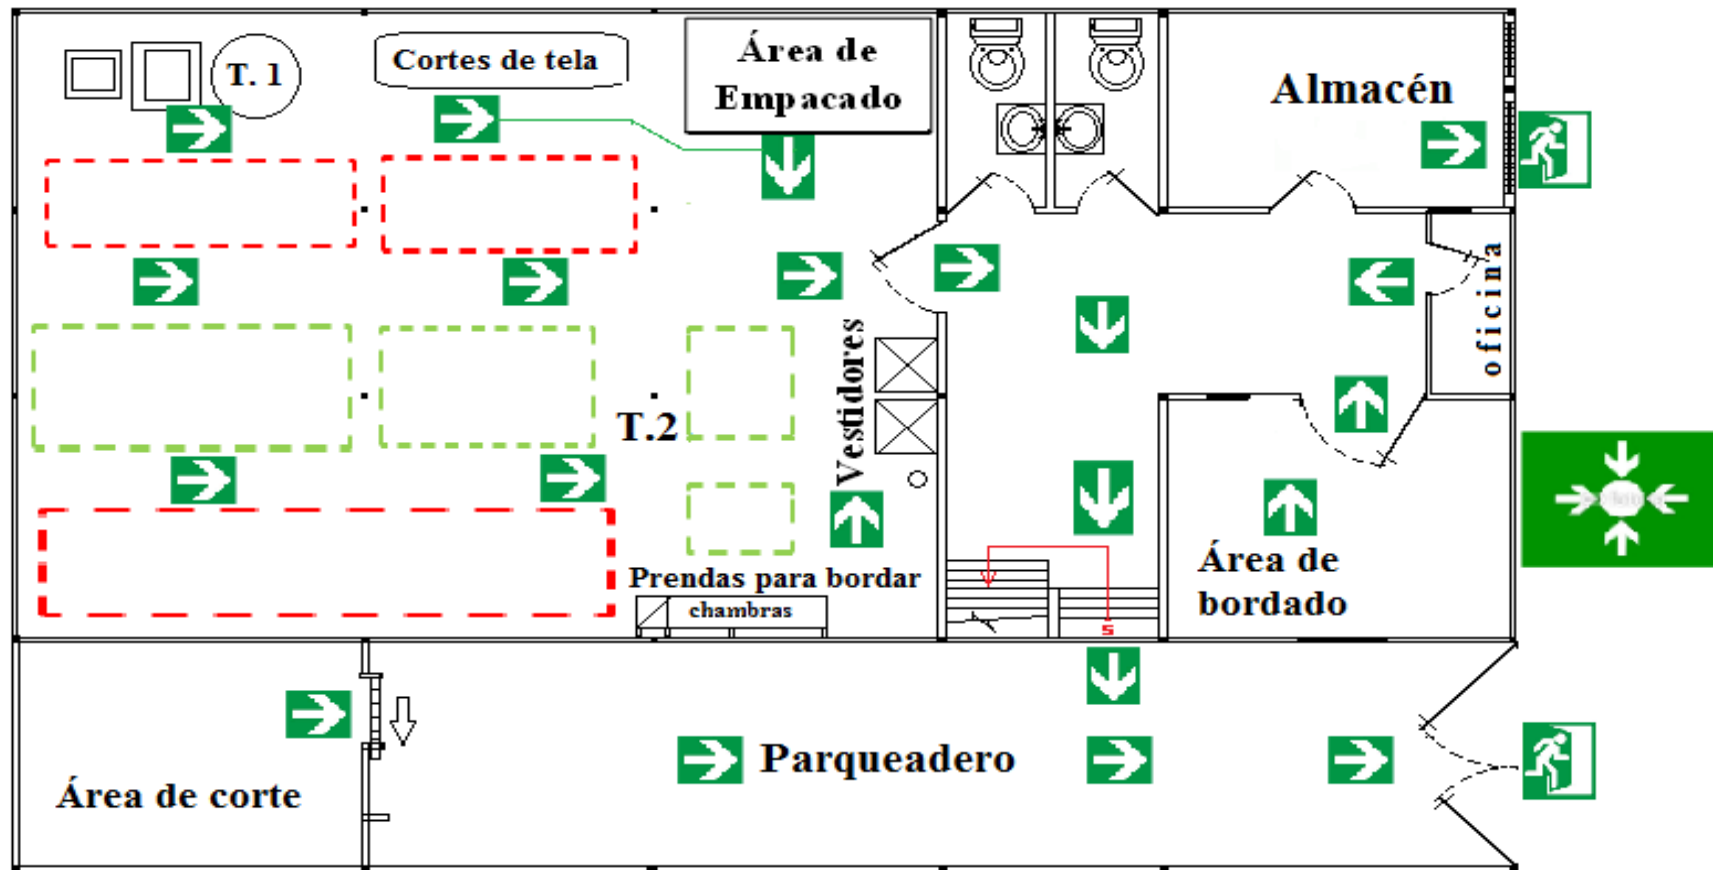 T. 1
Cortes de tela
Área de
Empacado
Almacén
oficina
Vestidores
T.2
Prendas para bordar
chambras
Área de
bordado
s
Parqueadero
Área de corte